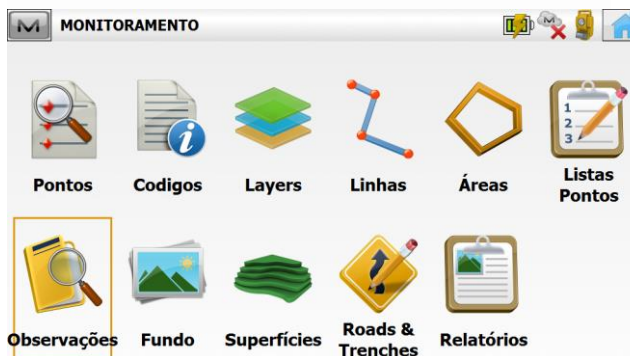 MONITORAMENTO
Pontos Codigos Layers Linhas Áreas Listas Pontos
Observações Fundo Superfícies Roads & Trenches Relatórios